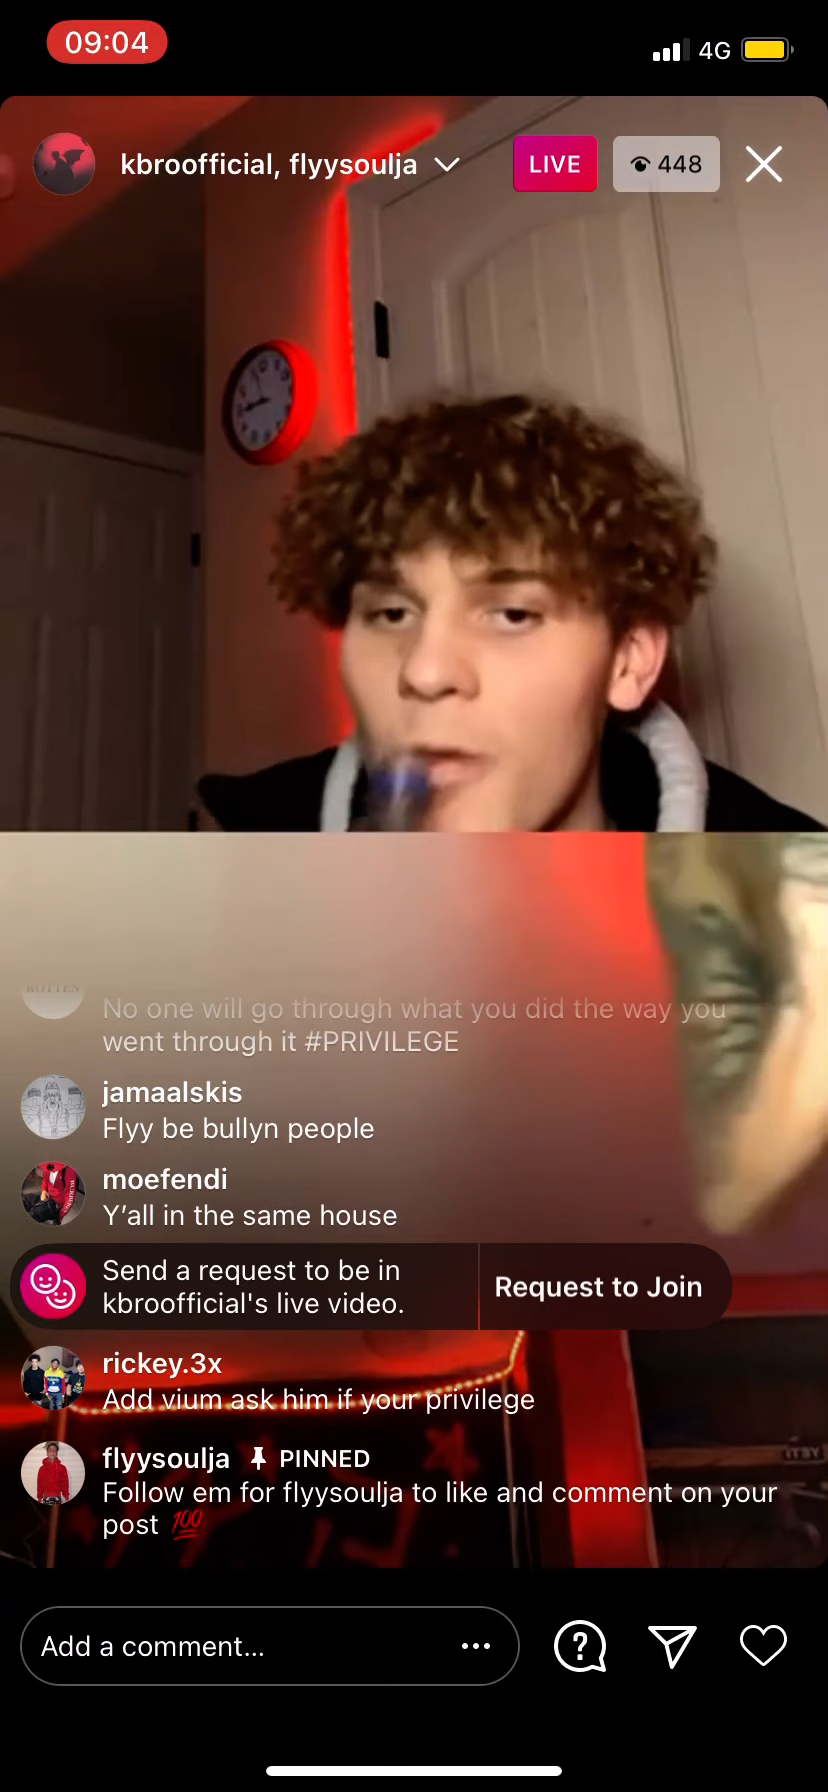 09:04
4G
kbroofficial, flyysoulja
LIVE
448
ROTTEN
No one will go through what you did the way you
went through it #PRIVILEGE
jamaalskis
Flyy be bullyn people
moefendi
Y'all in the same house
Send a request to be in
kbroofficial's live video.
Request to Join
rickey.3x
Add vium ask him if your privilege
flyysoulja PINNED
Follow em for flyysoulja to like and comment on your
post 💯
Add a comment...